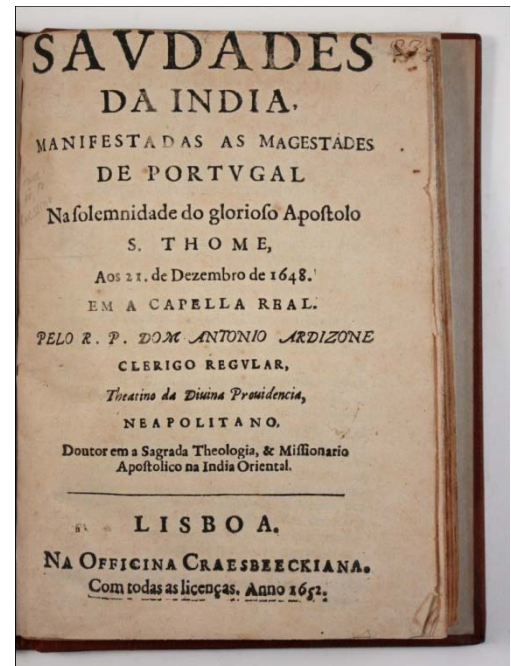 SAVDADES
DA INDIA,
MANIFESTADAS AS MAGESTADES
DE PORTVGAL
Na ſolemnidade do glorioſo Apoſtolo
S. THOME,
Aos 21. de Dezembro de 1648.
EM A CAPELLA REAL.
PELO R. P. DOM ANTONIO ARDIZONE
CLERIGO REGVLAR,
Theatino da Diuina Prouidencia,
NEAPOLITANO,
Doutor em a Sagrada Theologia, & Miſſionario
Apoſtolico na India Oriental.
LISBOA.
NA OFFICINA CRAESBEECKIANA.
Com todas as licenças. Anno 1652.